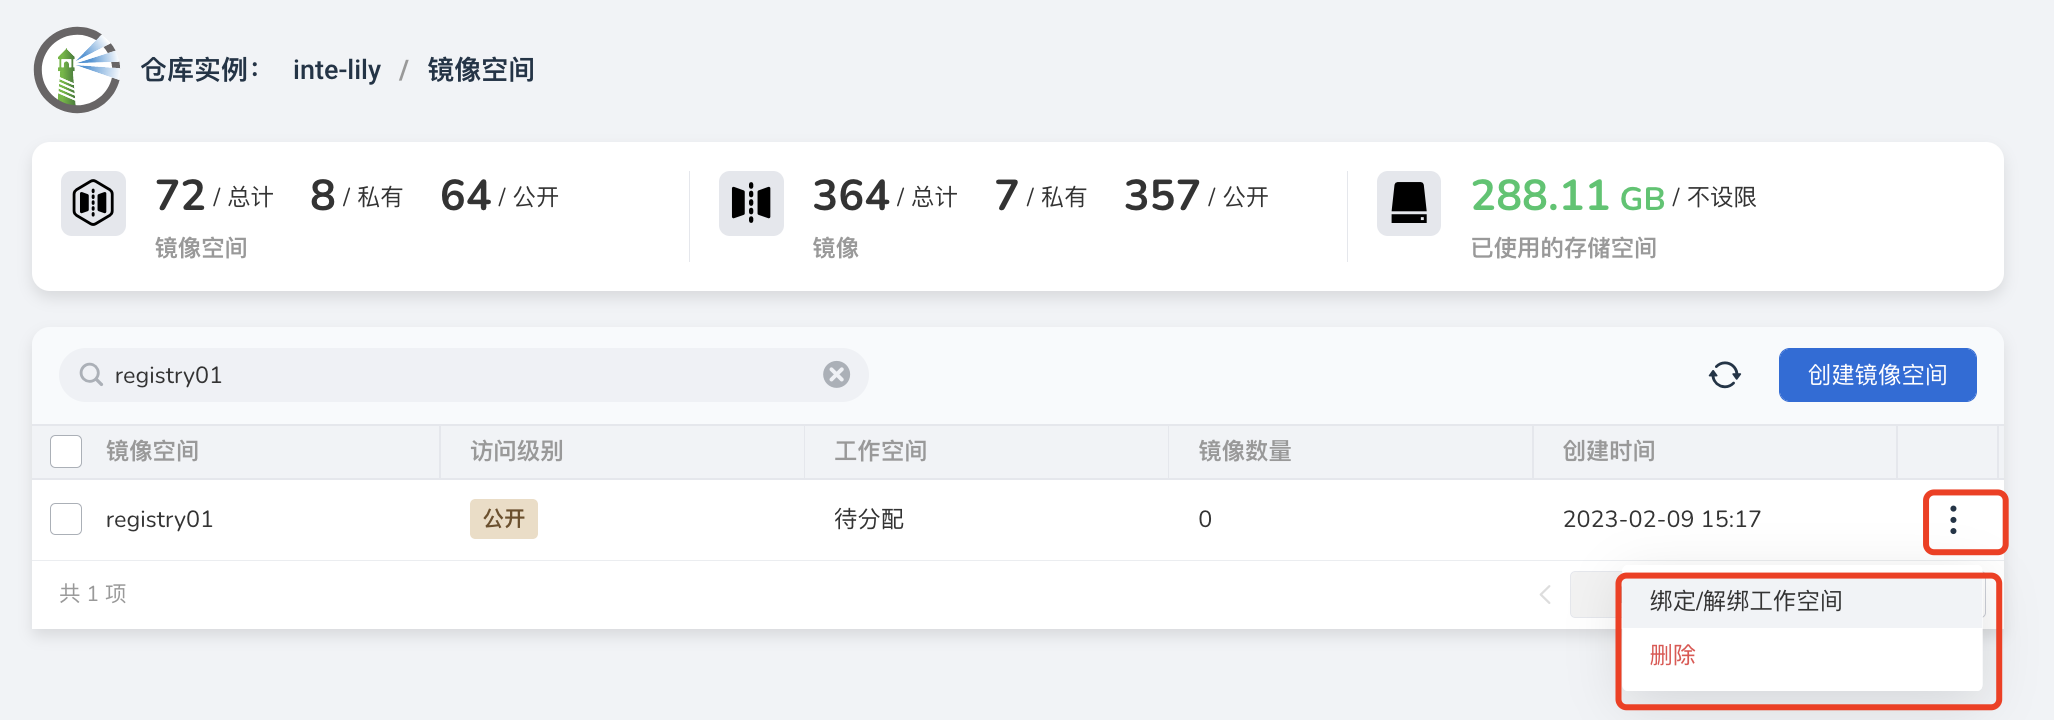 仓库实例： inte-lily / 镜像空间
72 / 总计 8 / 私有 64 / 公开
镜像空间
364 / 总计 7 / 私有 357 / 公开
镜像
288.11 GB / 不设限
已使用的存储空间
registry01
创建镜像空间
镜像空间 访问级别 工作空间 镜像数量 创建时间
registry01 公开 待分配 0 2023-02-09 15:17
共 1 项
绑定/解绑工作空间
删除